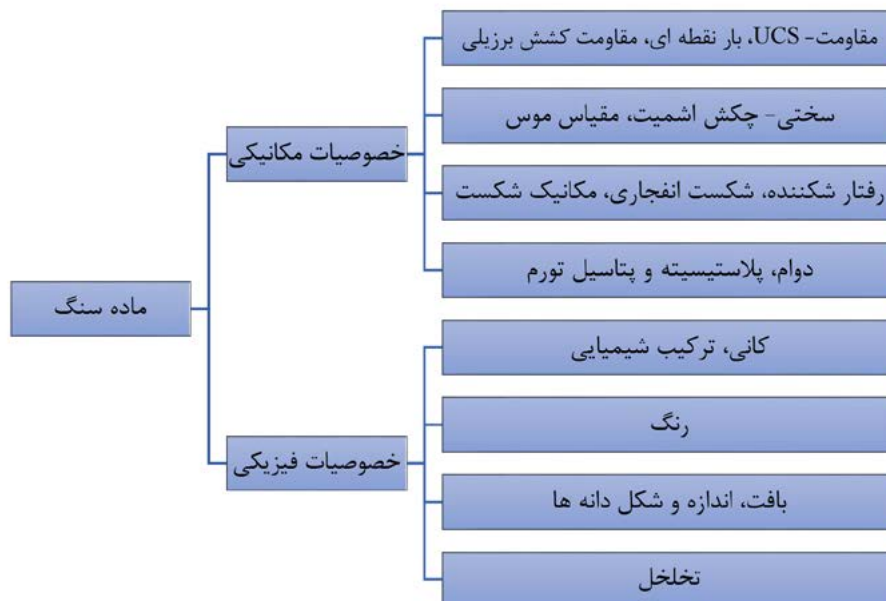 ماده سنگ
خصوصیات مکانیکی
مقاومت- UCS، بار نقطه ای، مقاومت کشش برزیلی
سختی- چکش اشمیت، مقیاس موس
رفتار شکننده، شکست انفجاری، مکانیک شکست
دوام، پلاستیسیته و پتاسیل تورم
خصوصیات فیزیکی
کانی، ترکیب شیمیایی
رنگ
بافت، اندازه و شکل دانه ها
تخلخل